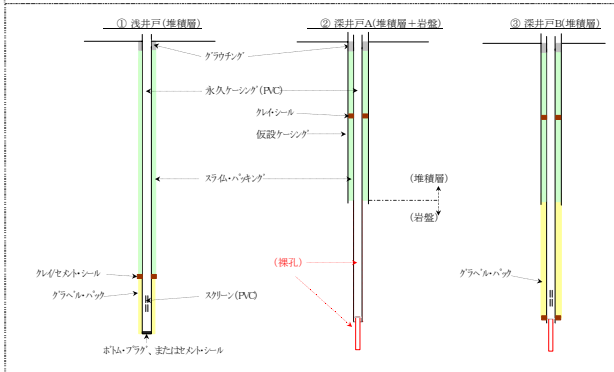 ① 浅井戸(堆積層)
② 深井戸A(堆積層＋岩盤)
③ 深井戸B(堆積層)
グラウチング
永久ケーシング(PVC)
クレイ・シール
仮設ケーシング
スライム・パッキング
(堆積層)
(岩盤)
(裸孔)
クレイ/セメント・シール
グラベル・パック
スクリーン(PVC)
グラベル・パック
ボトム・プラグ、またはセメント・シール